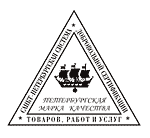 САНКТ-ПЕТЕРБУРГСКАЯ СИСТЕМА
ДОБРОВОЛЬНОЙ СЕРТИФИКАЦИИ
ПЕТЕРБУРГСКАЯ
МАРКА КАЧЕСТВА
ТОВАРОВ, РАБОТ И УСЛУГ